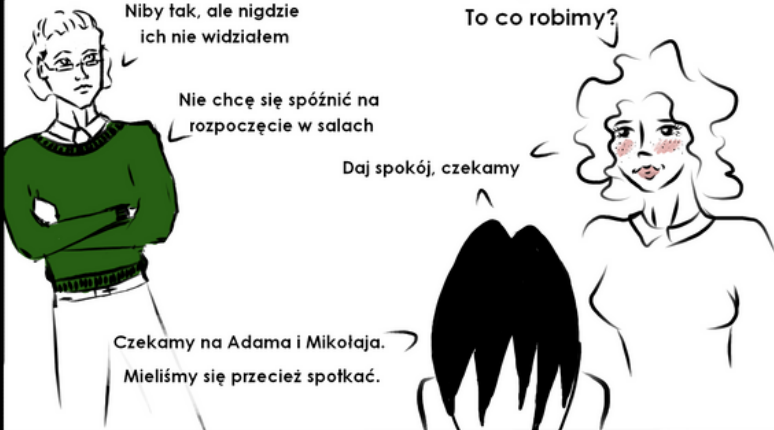 Niby tak, ale nigdzie
ich nie widziałem
To co robimy?
Nie chcę się spóźnić na
rozpoczęcie w salach
Daj spokój, czekamy
Czekamy na Adama i Mikołaja.
Mieliśmy się przecież spotkać.